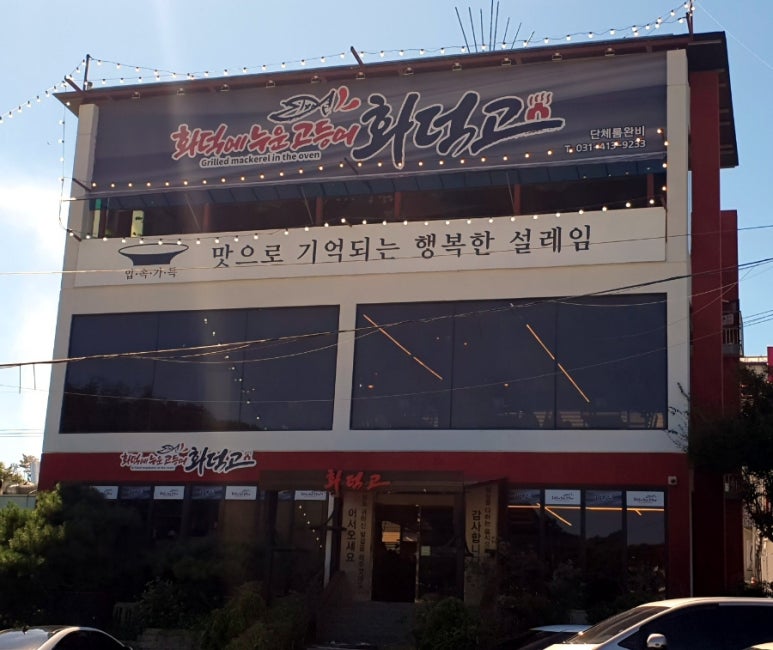 화덕에 누운 고등어 화덕고
Grilled mackerel in the oven
단체룸완비
T. 031-413-9233
입·속·가·득
맛으로 기억되는 행복한 설레임
화덕에 누운 고등어 화덕고
화덕고
어서오세요
감사합니다